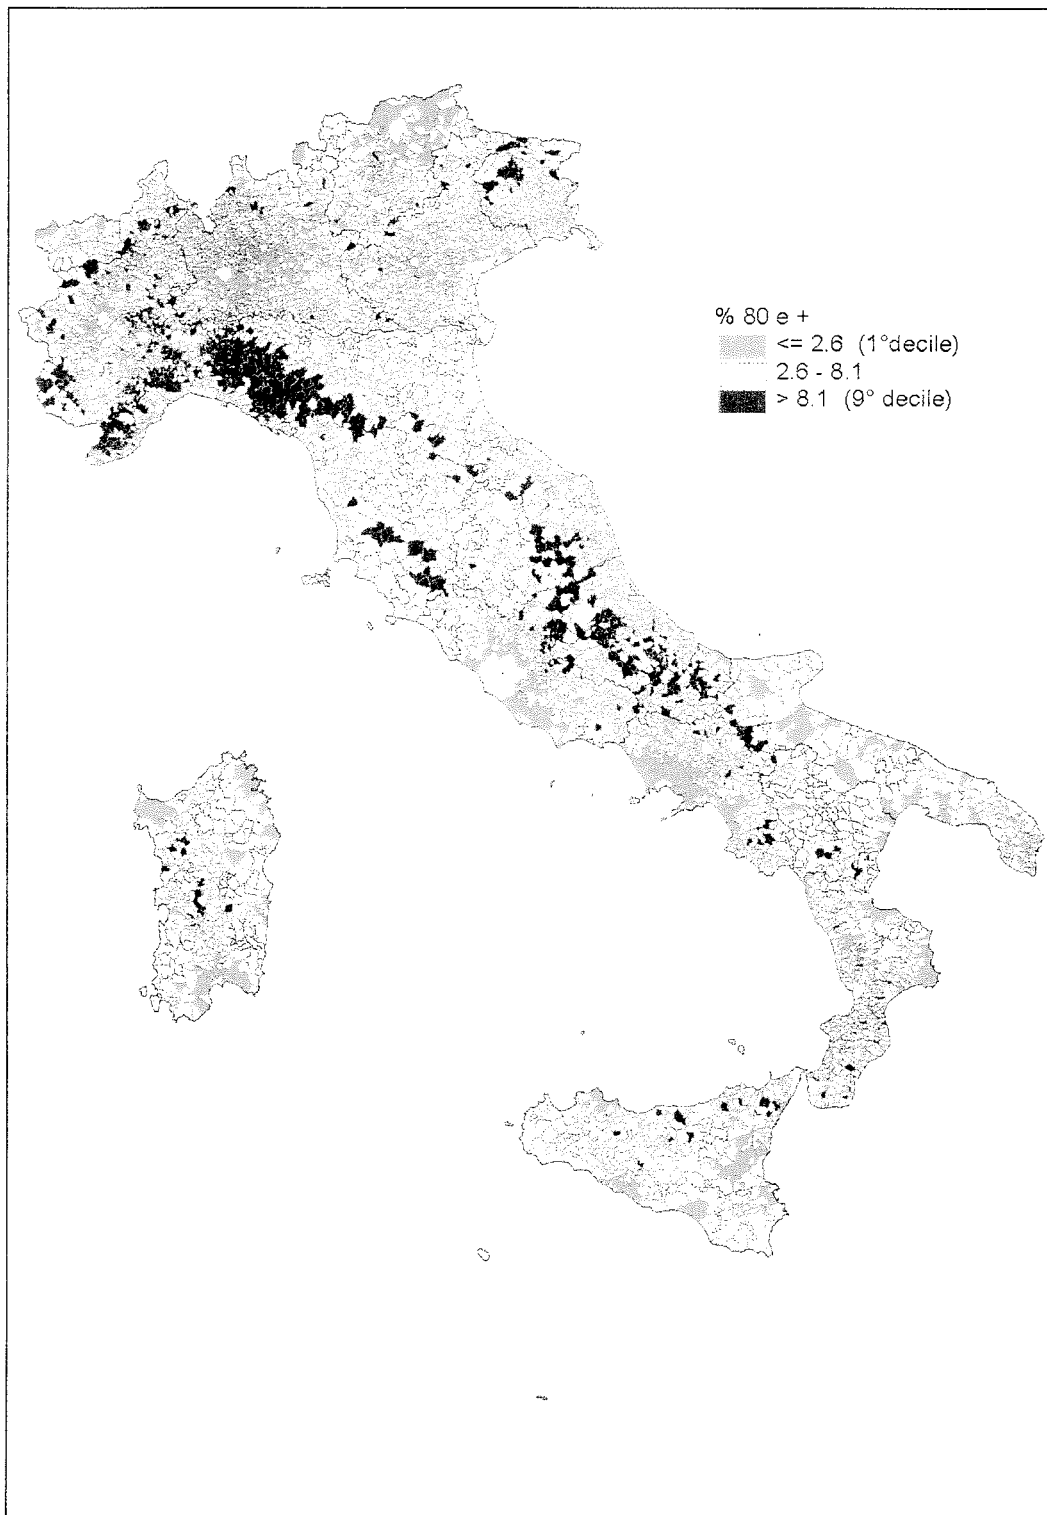 % 80 e +
<= 2.6 (1°decile)
2.6 - 8.1
> 8.1 (9° decile)